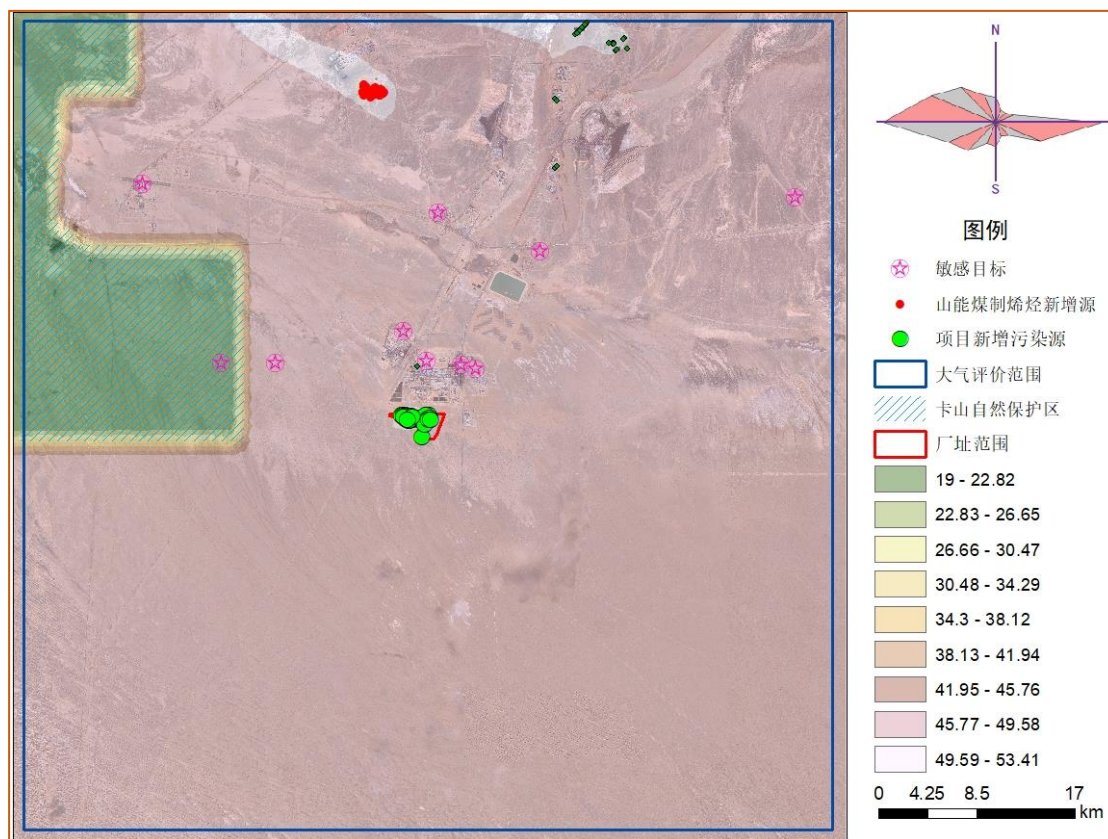 N
S
图例
敏感目标
山能煤制烯烃新增源
项目新增污染源
大气评价范围
卡山自然保护区
厂址范围
19 - 22.82
22.83 - 26.65
26.66 - 30.47
30.48 - 34.29
34.3 - 38.12
38.13 - 41.94
41.95 - 45.76
45.77 - 49.58
49.59 - 53.41
0 4.25 8.5 17
km